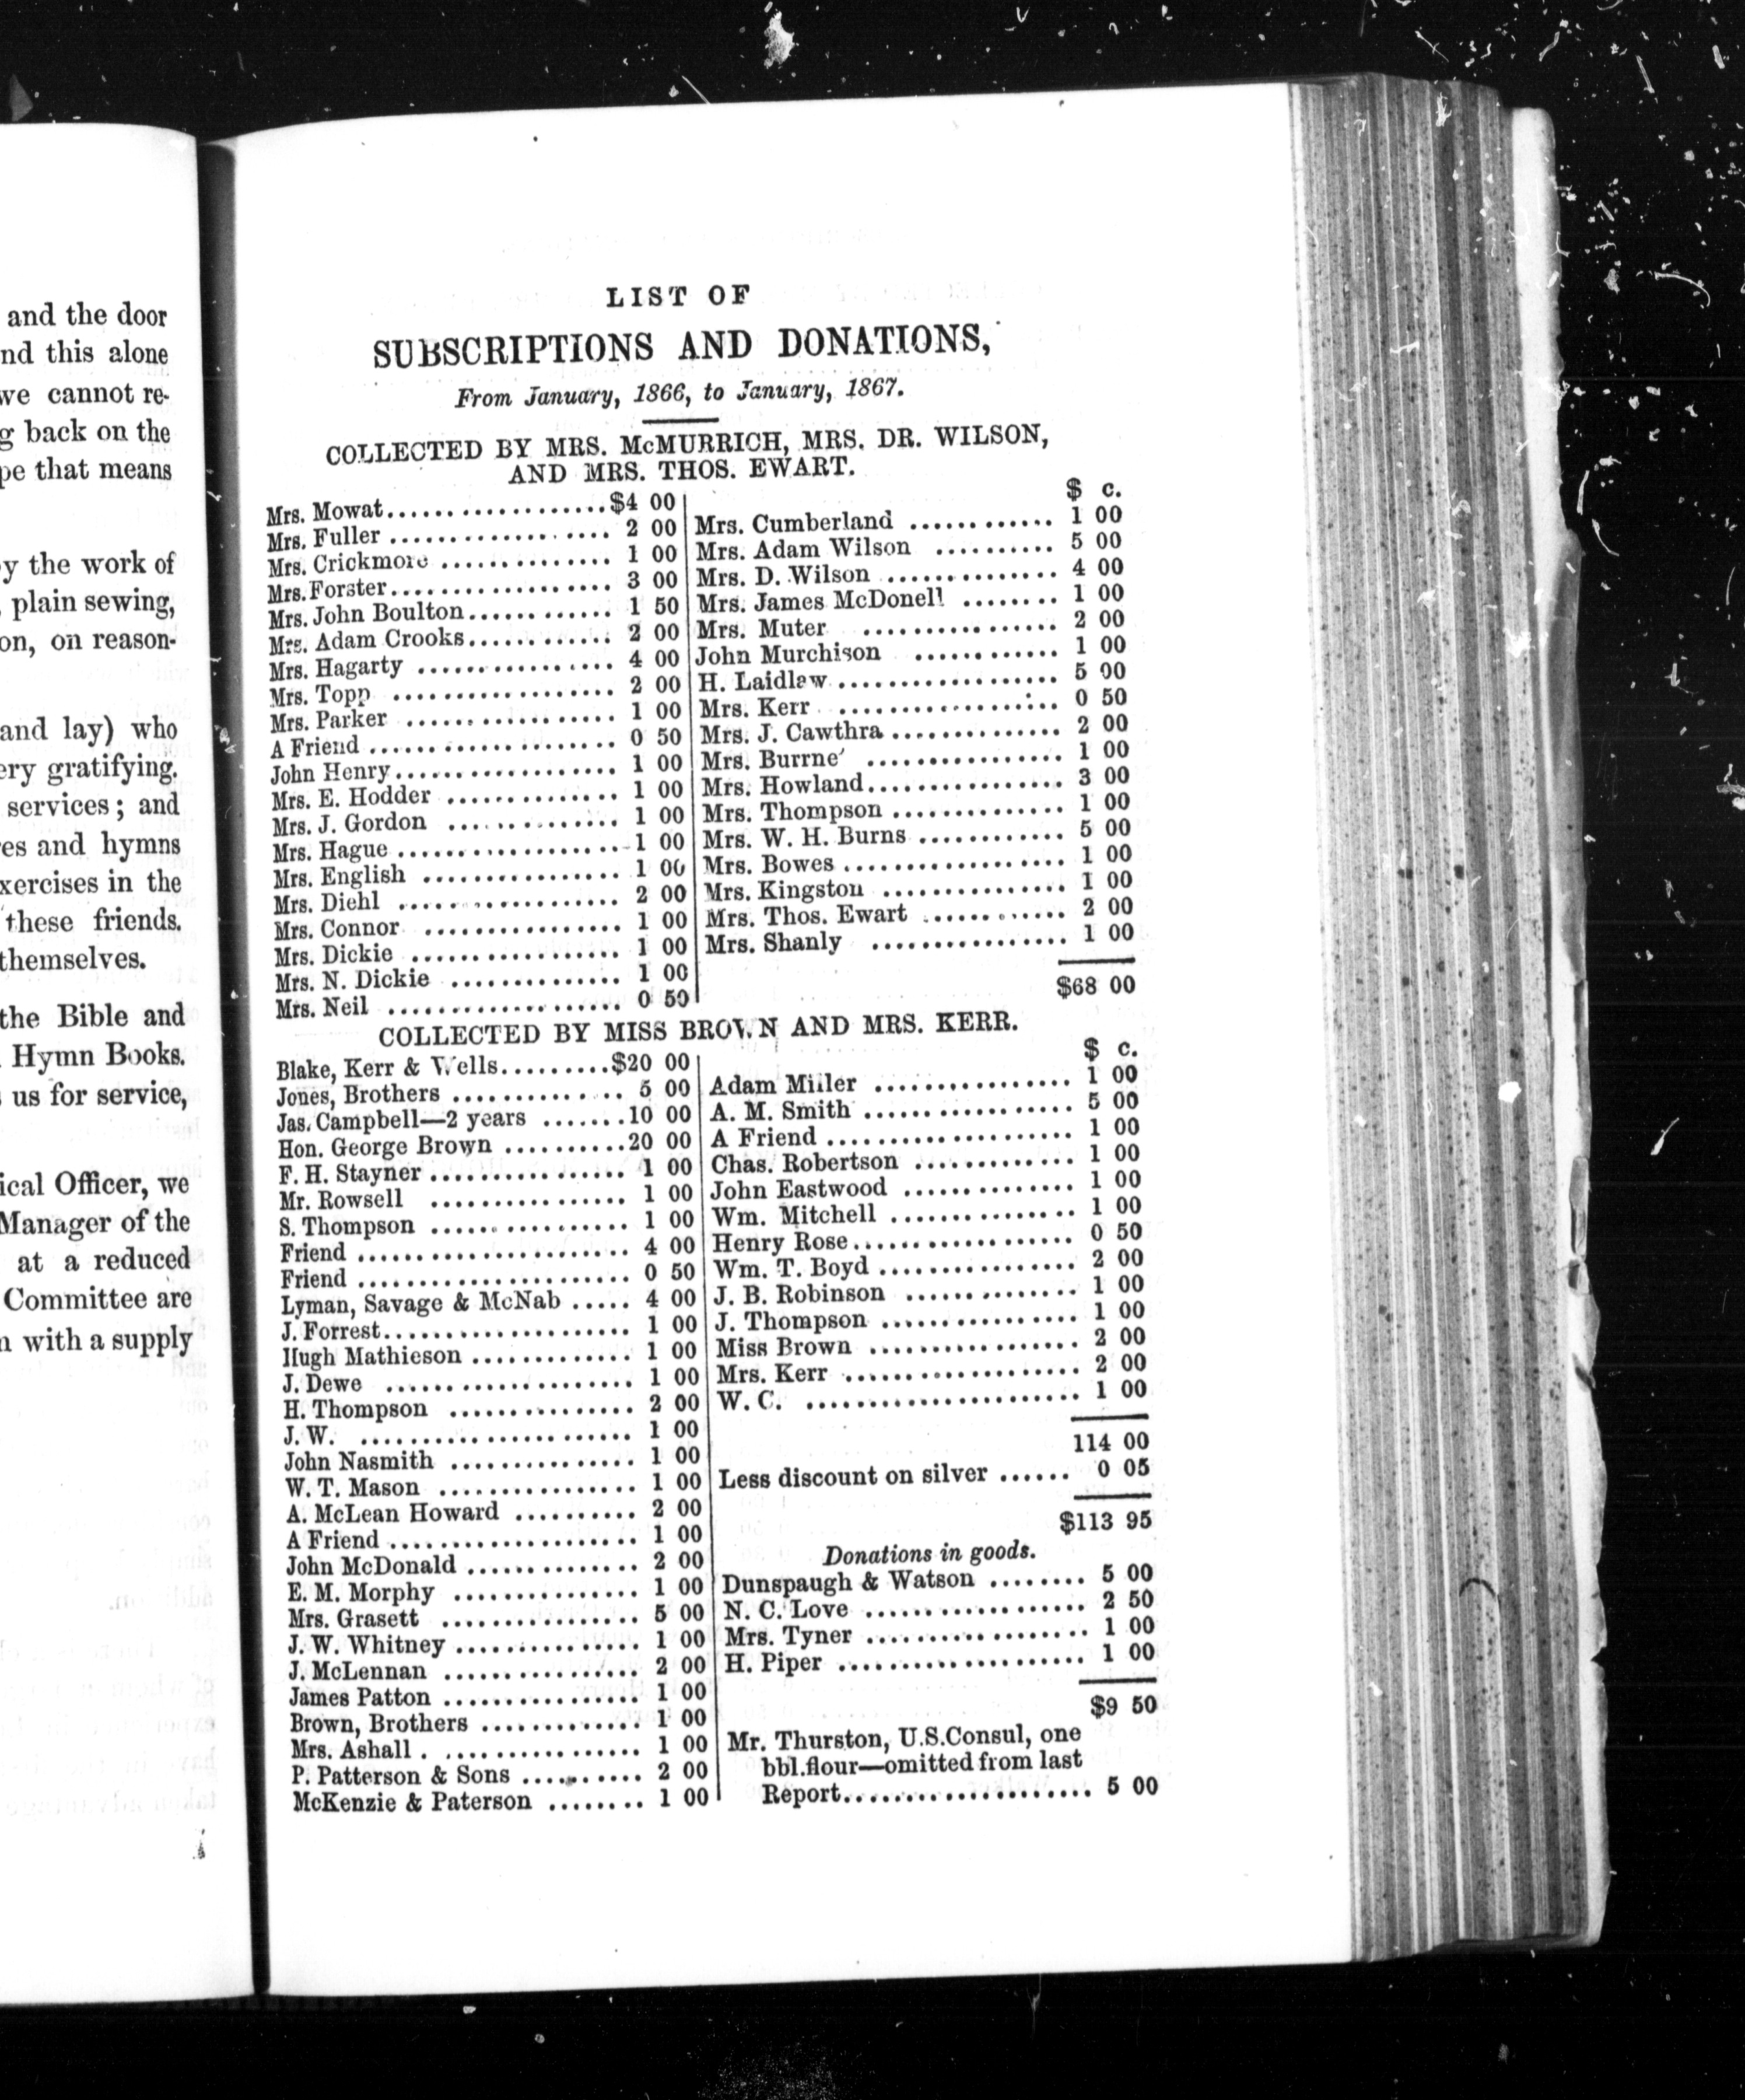 and the door
nd this alone
we cannot re-
g back on the
pe that means
y the work of
plain sewing,
on, on reason-
and lay) who
ery gratifying.
services; and
es and hymns
xercises in the
these friends.
themselves.
the Bible and
Hymn Books.
us for service,
ical Officer, we
Manager of the
at a reduced
Committee are
n with a supply
LIST OF
SUBSCRIPTIONS AND DONATIONS,
From January, 1866, to January, 1867.
COLLECTED BY MRS. McMURRICH, MRS. DR. WILSON,
AND MRS. THOS. EWART.
Mrs. Mowat...................$4 00
Mrs. Fuller ................... 2 00
Mrs. Crickmore .............. 1 00
Mrs. Forster................... 3 00
Mrs. John Boulton............ 1 50
Mrs. Adam Crooks............ 2 00
Mrs. Hagarty ................ 4 00
Mrs. Topp ................... 2 00
Mrs. Parker .................. 1 00
A Friend ...................... 0 50
John Henry.................... 1 00
Mrs. E. Hodder .............. 1 00
Mrs. J. Gordon .............. 1 00
Mrs. Hague ................... 1 00
Mrs. English ................. 1 00
Mrs. Diehl ................... 2 00
Mrs. Connor ................. 1 00
Mrs. Dickie .................. 1 00
Mrs. N. Dickie .............. 1 00
Mrs. Neil .................... 0 50
$ c.
Mrs. Cumberland ............ 1 00
Mrs. Adam Wilson .......... 5 00
Mrs. D. Wilson .............. 4 00
Mrs. James McDonell ........ 1 00
Mrs. Muter ................. 2 00
John Murchison ............ 1 00
H. Laidlaw ................... 5 00
Mrs. Kerr .................... 0 50
Mrs. J. Cawthra .............. 2 00
Mrs. Burrne' ................ 1 00
Mrs. Howland................. 3 00
Mrs. Thompson ............... 1 00
Mrs. W. H. Burns ............ 5 00
Mrs. Bowes ................... 1 00
Mrs. Kingston ............... 1 00
Mrs. Thos. Ewart ............ 2 00
Mrs. Shanly ................. 1 00
$68 00
COLLECTED BY MISS BROWN AND MRS. KERR.
Blake, Kerr & Wells.........$20 00
Jones, Brothers .............. 5 00
Jas. Campbell—2 years .......10 00
Hon. George Brown ..........20 00
F. H. Stayner ................ 1 00
Mr. Rowsell ................ 1 00
S. Thompson ................ 1 00
Friend ....................... 4 00
Friend ....................... 0 50
Lyman, Savage & McNab ..... 4 00
J. Forrest..................... 1 00
Hugh Mathieson ............. 1 00
J. Dewe ..................... 1 00
H. Thompson ................ 2 00
J. W. ....................... 1 00
John Nasmith ............... 1 00
W. T. Mason ................ 1 00
A. McLean Howard .......... 2 00
A Friend ..................... 1 00
John McDonald .............. 2 00
E. M. Morphy ............... 1 00
Mrs. Grasett ................ 5 00
J. W. Whitney ............... 1 00
J. McLennan ................ 2 00
James Patton ................ 1 00
Brown, Brothers ............. 1 00
Mrs. Ashall . ................ 1 00
P. Patterson & Sons .......... 2 00
McKenzie & Paterson ........ 1 00
$ c.
Adam Miller ................. 1 00
A. M. Smith .................. 5 00
A Friend ..................... 1 00
Chas. Robertson ............. 1 00
John Eastwood .............. 1 00
Wm. Mitchell ............... 1 00
Henry Rose................... 0 50
Wm. T. Boyd ................ 2 00
J. B. Robinson .............. 1 00
J. Thompson ................ 1 00
Miss Brown ................. 2 00
Mrs. Kerr ................... 2 00
W. C. ....................... 1 00
114 00
Less discount on silver ...... 0 05
$113 95
Donations in goods.
Dunspaugh & Watson ........ 5 00
N. C. Love .................. 2 50
Mrs. Tyner .................. 1 00
H. Piper ..................... 1 00
$9 50
Mr. Thurston, U.S.Consul, one
bbl.flour—omitted from last
Report..................... 5 00